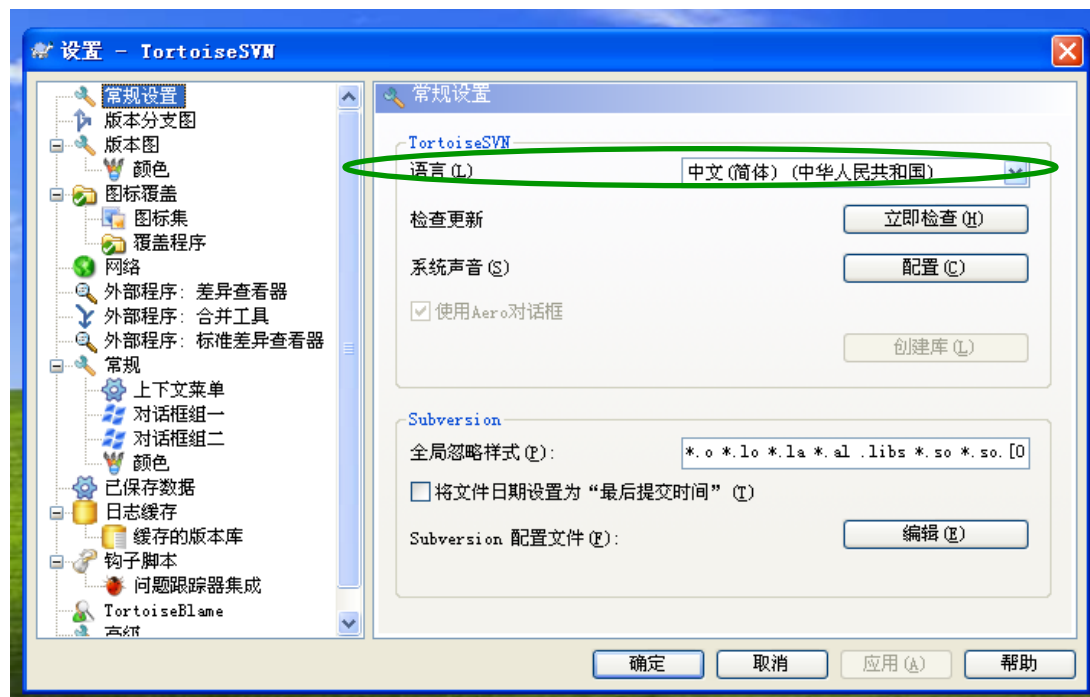 设置 - TortoiseSVN
常规设置
版本分支图
版本图
颜色
图标覆盖
图标集
覆盖程序
网络
外部程序: 差异查看器
外部程序: 合并工具
外部程序: 标准差异查看器
常规
上下文菜单
对话框组一
对话框组二
颜色
已保存数据
日志缓存
缓存的版本库
钩子脚本
问题跟踪器集成
TortoiseBlame
高级
常规设置
TortoiseSVN
语言(L) 中文(简体) (中华人民共和国)
检查更新 立即检查(H)
系统声音(S) 配置(C)
使用Aero对话框
创建库(L)
Subversion
全局忽略样式(P): *.o *.lo *.la *.al .libs *.so *.so.[0
将文件日期设置为“最后提交时间” (T)
Subversion 配置文件(F): 编辑(E)
确定 取消 应用(A) 帮助